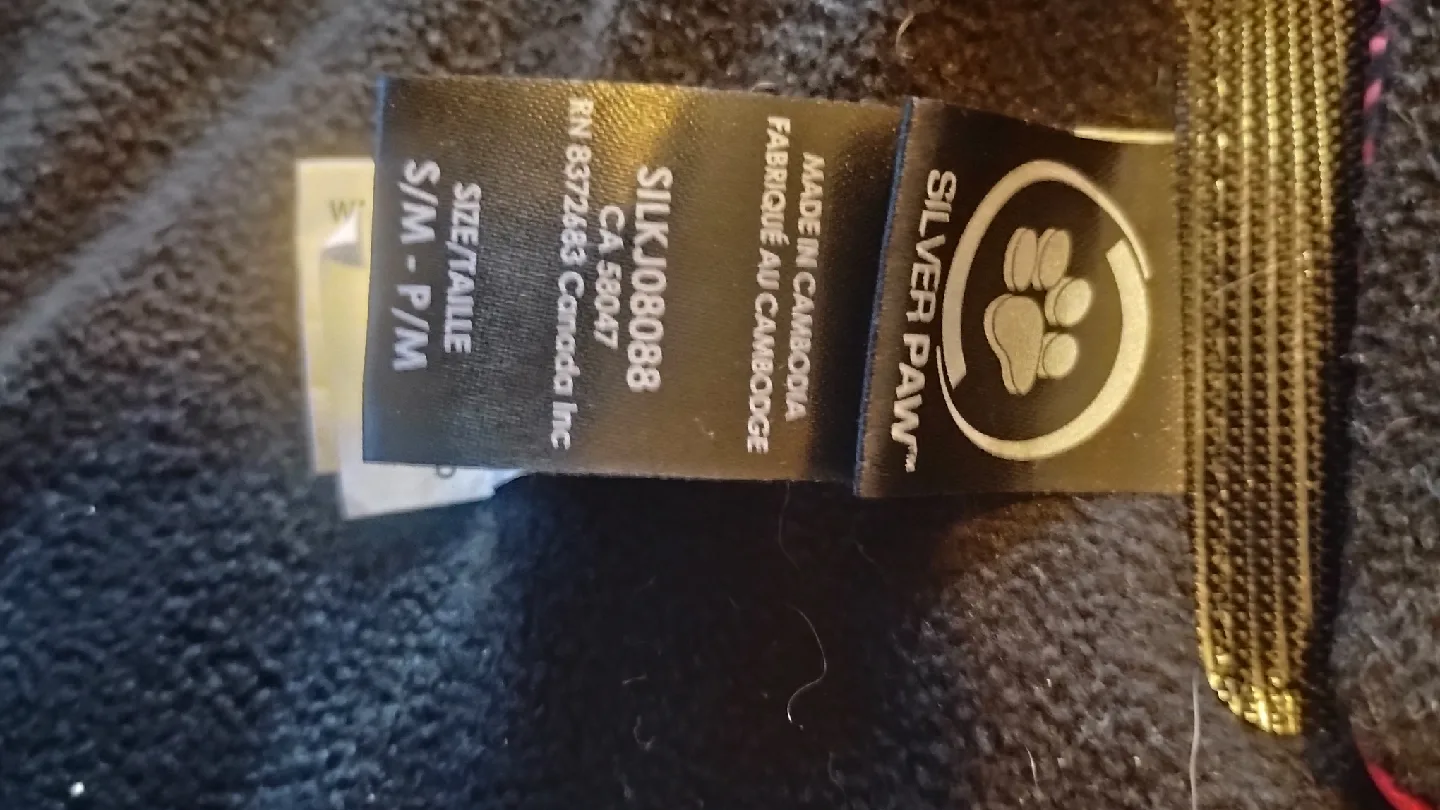 SILVER PAW™
MADE IN CAMBODIA
FABRIQUÉ AU CAMBODGE
SILKJ08088
CA 58047
RN 8372683 Canada Inc
SIZE/TAILLE
S/M - P/M